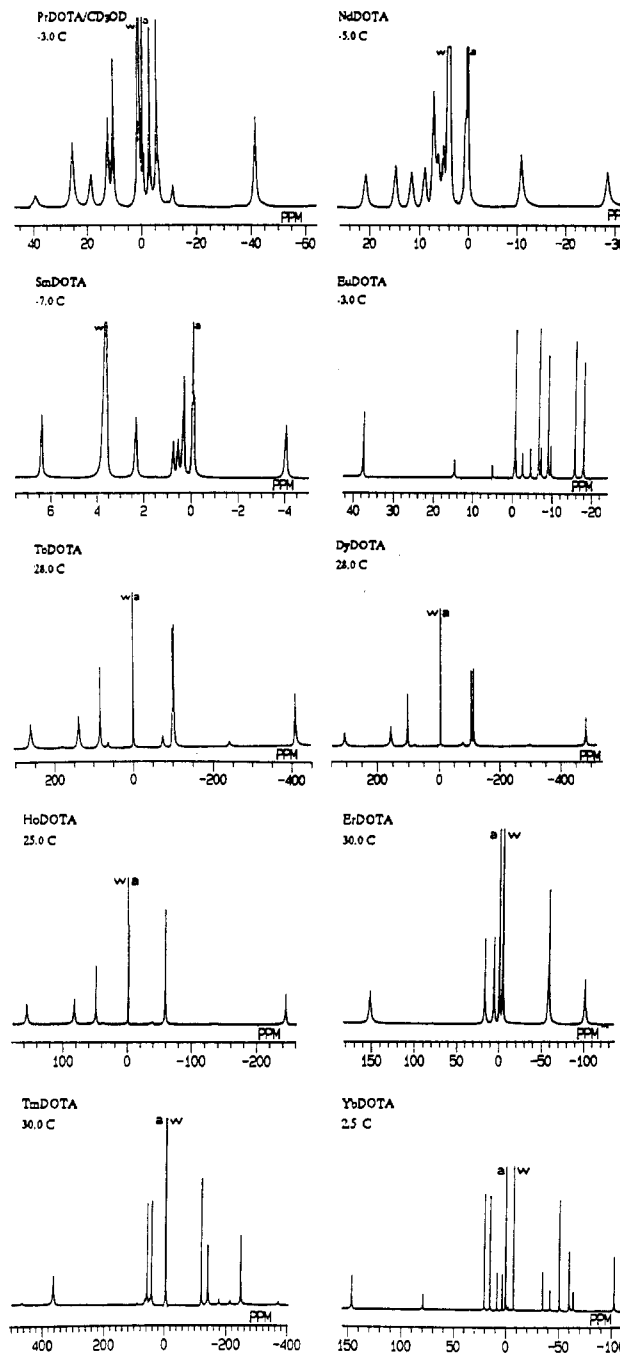 PrDOTA/CD3OD
-3.0 C
w a
PPM
40 20 0 -20 -40 -60
NdDOTA
-5.0 C
w a
20 10 0 -10 -20 -30
SmDOTA
-7.0 C
w a
PPM
6 4 2 0 -2 -4
EuDOTA
-3.0 C
PPM
40 30 20 10 0 -10 -20
TbDOTA
28.0 C
w a
PPM
200 0 -200 -400
DyDOTA
28.0 C
w a
PPM
200 0 -200 -400
HoDOTA
25.0 C
w a
PPM
100 0 -100 -200
ErDOTA
30.0 C
a w
PPM
150 100 50 0 -50 -100
TmDOTA
30.0 C
a w
PPM
400 200 0 -200 -400
YbDOTA
2.5 C
a w
PPM
150 100 50 0 -50 -100